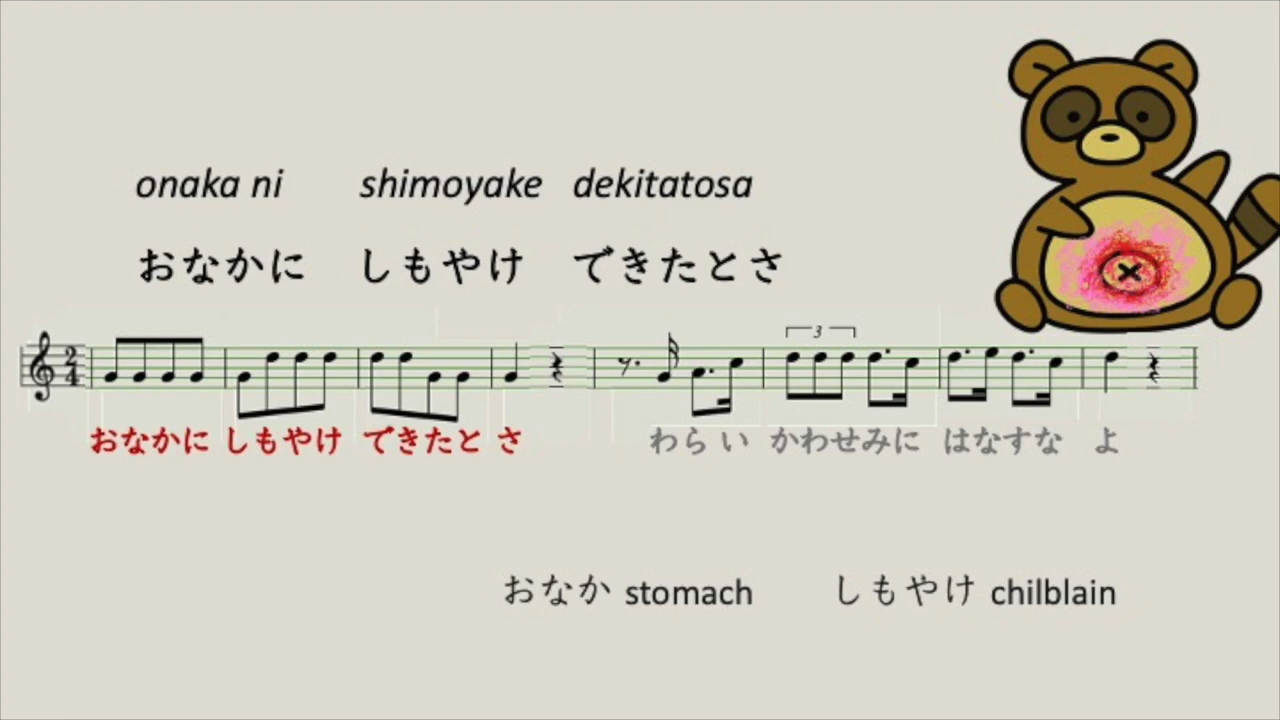 onaka ni shimoyake dekitatosa
おなかに しもやけ できたとさ
3
2
4
おなかに しもやけ できたと さ わら い かわせみに はなすな よ
おなか stomach しもやけ chilblain